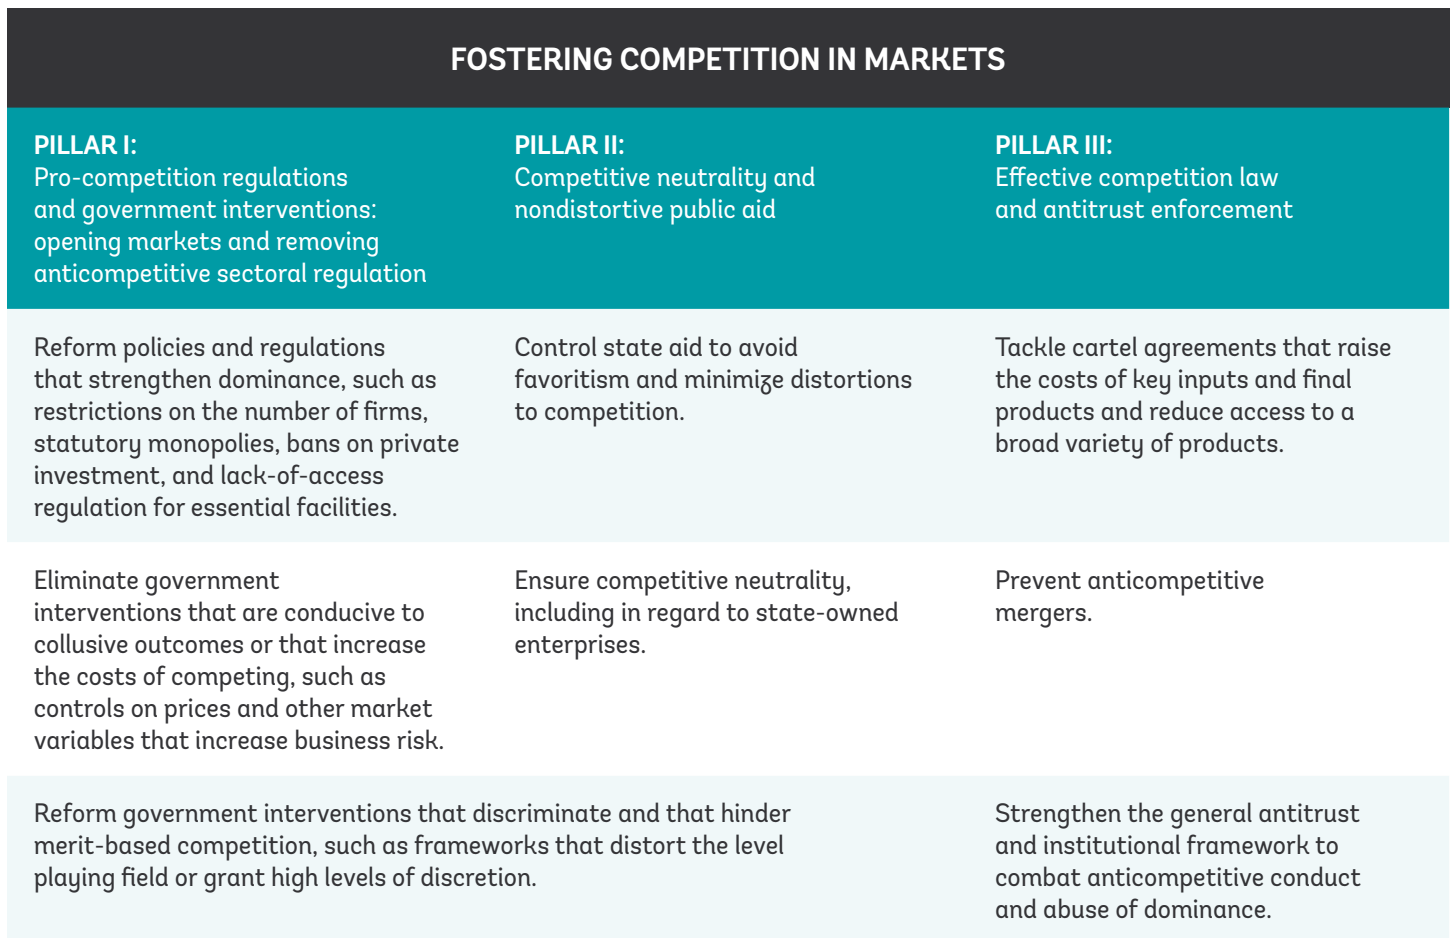 FOSTERING COMPETITION IN MARKETS
PILLAR I:
Pro-competition regulations
and government interventions:
opening markets and removing
anticompetitive sectoral regulation
PILLAR II:
Competitive neutrality and
nondistortive public aid
PILLAR III:
Effective competition law
and antitrust enforcement
Reform policies and regulations
that strengthen dominance, such as
restrictions on the number of firms,
statutory monopolies, bans on private
investment, and lack-of-access
regulation for essential facilities.
Control state aid to avoid
favoritism and minimize distortions
to competition.
Tackle cartel agreements that raise
the costs of key inputs and final
products and reduce access to a
broad variety of products.
Eliminate government
interventions that are conducive to
collusive outcomes or that increase
the costs of competing, such as
controls on prices and other market
variables that increase business risk.
Ensure competitive neutrality,
including in regard to state-owned
enterprises.
Prevent anticompetitive
mergers.
Reform government interventions that discriminate and that hinder
merit-based competition, such as frameworks that distort the level
playing field or grant high levels of discretion.
Strengthen the general antitrust
and institutional framework to
combat anticompetitive conduct
and abuse of dominance.